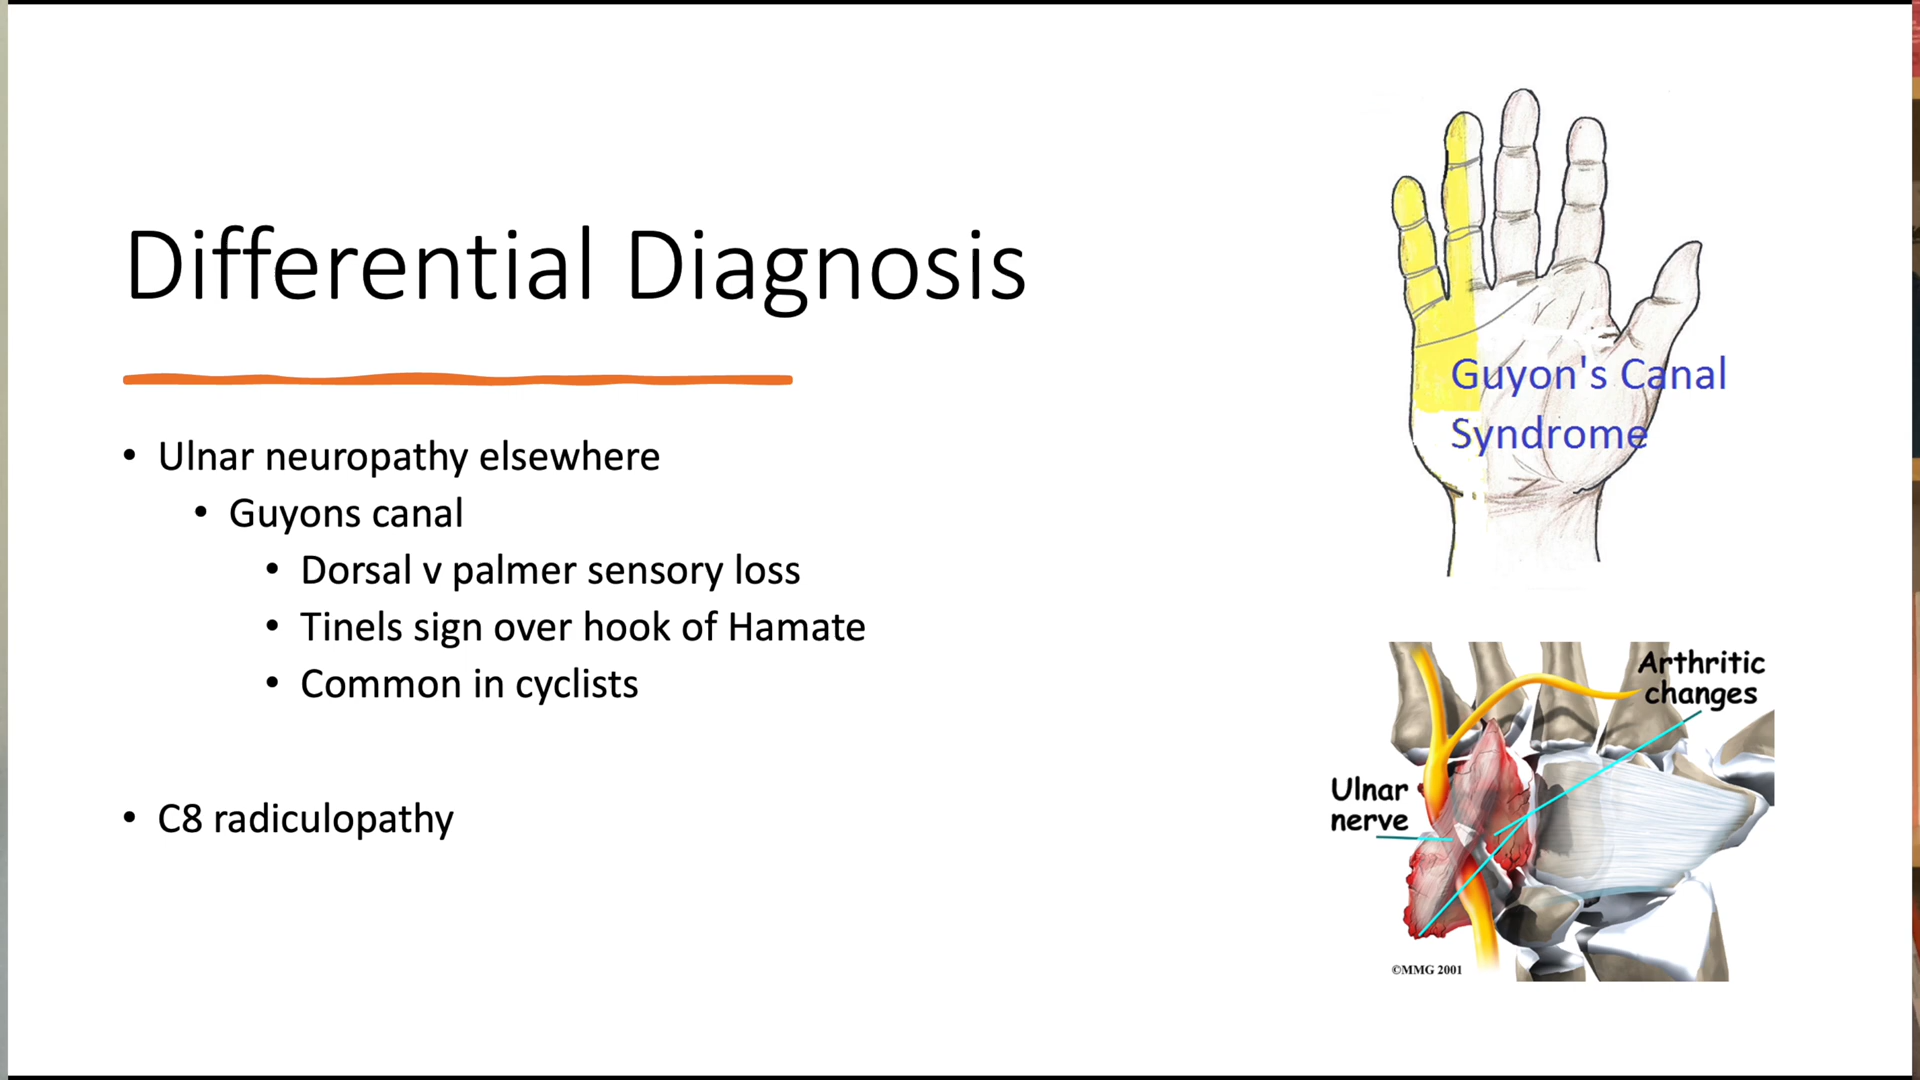 Differential Diagnosis
• Ulnar neuropathy elsewhere
• Guyons canal
• Dorsal v palmer sensory loss
• Tinels sign over hook of Hamate
• Common in cyclists
• C8 radiculopathy
Guyon's Canal
Syndrome
Arthritic
changes
Ulnar
nerve
©MMG 2001